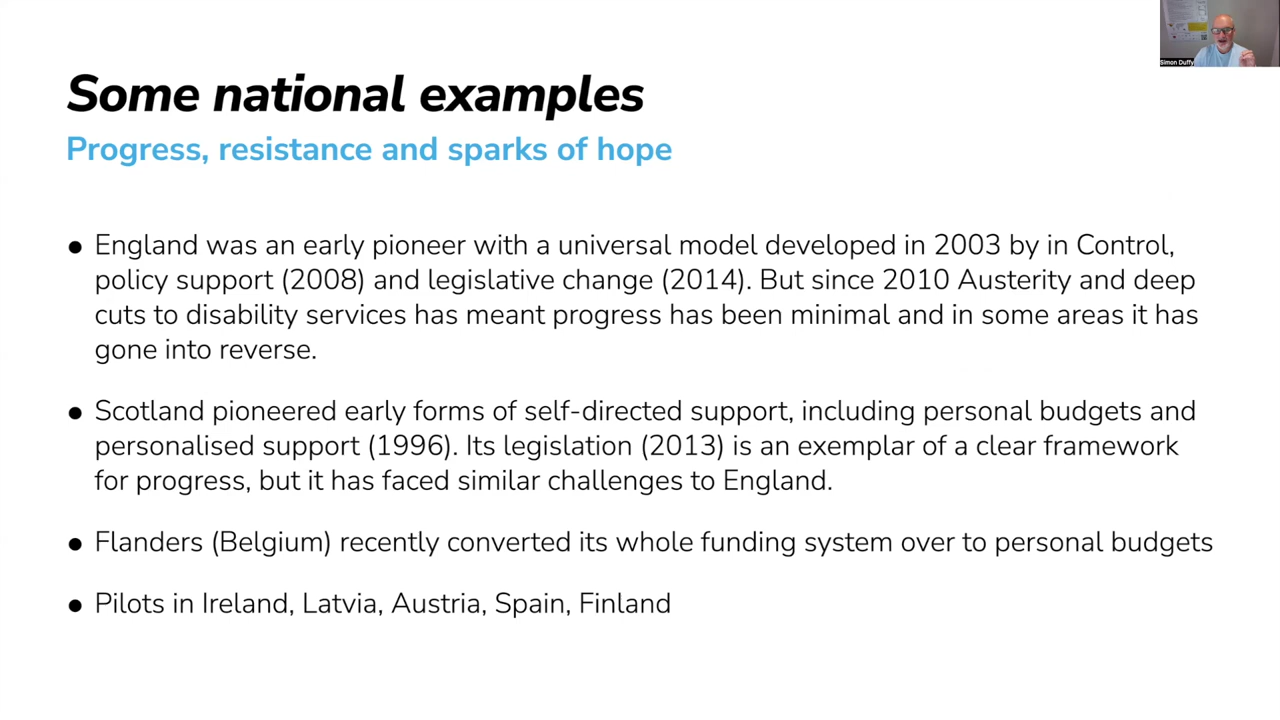 Simon Duffy
Some national examples
Progress, resistance and sparks of hope
● England was an early pioneer with a universal model developed in 2003 by in Control,
policy support (2008) and legislative change (2014). But since 2010 Austerity and deep
cuts to disability services has meant progress has been minimal and in some areas it has
gone into reverse.
● Scotland pioneered early forms of self-directed support, including personal budgets and
personalised support (1996). Its legislation (2013) is an exemplar of a clear framework
for progress, but it has faced similar challenges to England.
● Flanders (Belgium) recently converted its whole funding system over to personal budgets
● Pilots in Ireland, Latvia, Austria, Spain, Finland